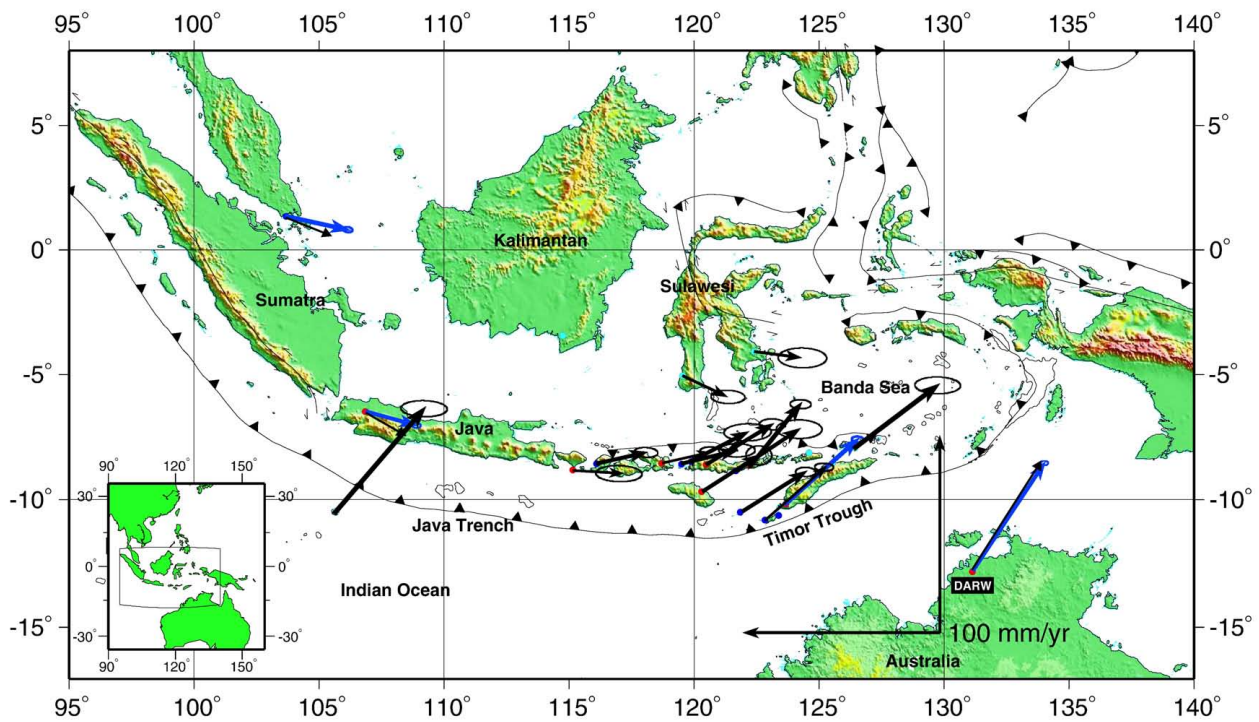 95° 100° 105° 110° 115° 120° 125° 130° 135° 140°
5° 5°
0° 0°
Kalimantan
Sulawesi
Sumatra
-5° -5°
Banda Sea
Java
90° 120° 150°
-10° -10°
30° 30°
Java Trench
Timor Trough
0° 0°
DARW
Indian Ocean
-15° -15°
-30° -30°
100 mm/yr
Australia
90° 120° 150°
95° 100° 105° 110° 115° 120° 125° 130° 135° 140°